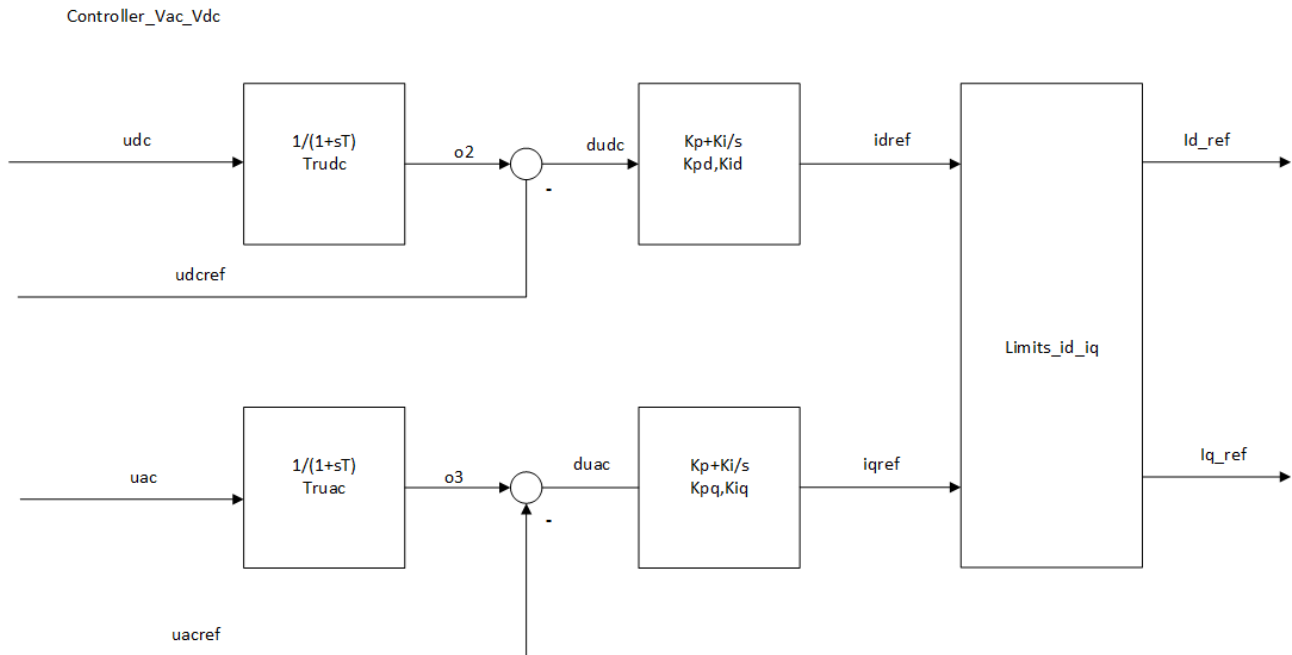 Controller_Vac_Vdc
udc
1/(1+sT)
Trudc
o2
-
dudc
Kp+Ki/s
Kpd,Kid
idref
Id_ref
udcref
Limits_id_iq
uac
1/(1+sT)
Truac
o3
-
duac
Kp+Ki/s
Kpq,Kiq
iqref
Iq_ref
uacref